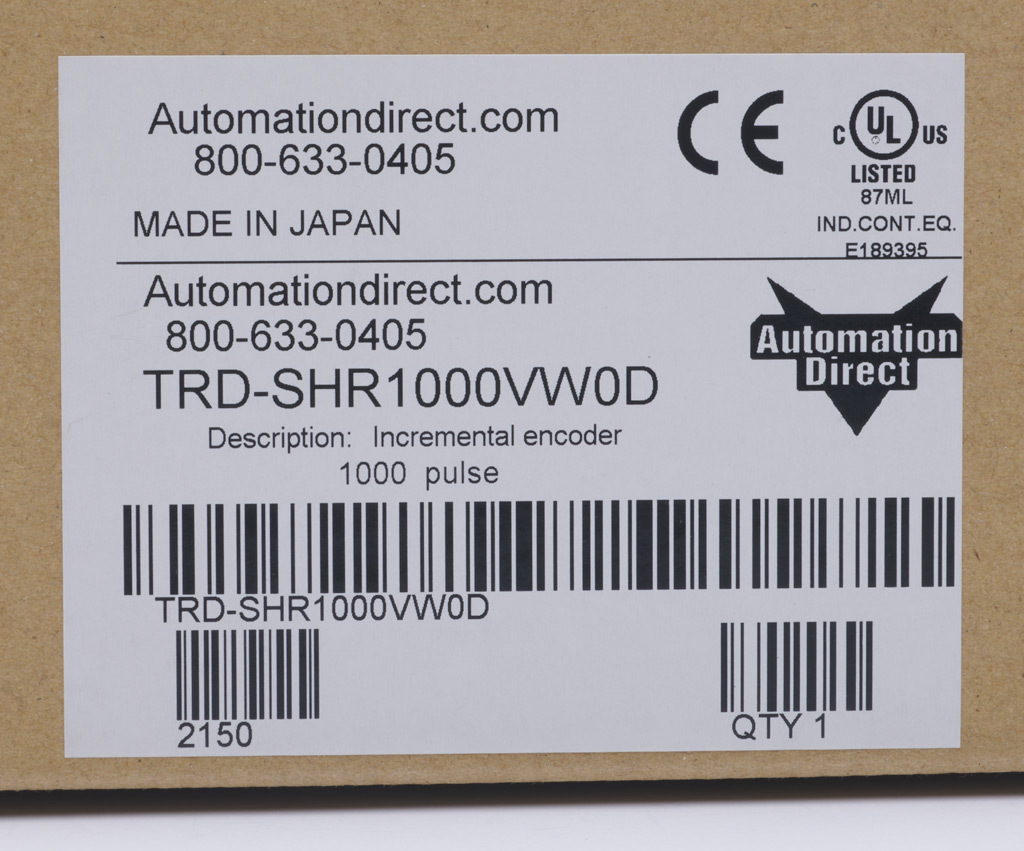 Automationdirect.com
800-633-0405
MADE IN JAPAN
CE
C UL US
LISTED
87ML
IND.CONT.EQ.
E189395
Automationdirect.com
800-633-0405
TRD-SHR1000VW0D
Description: Incremental encoder
1000 pulse
Automation
Direct
TRD-SHR1000VW0D
2150
QTY 1